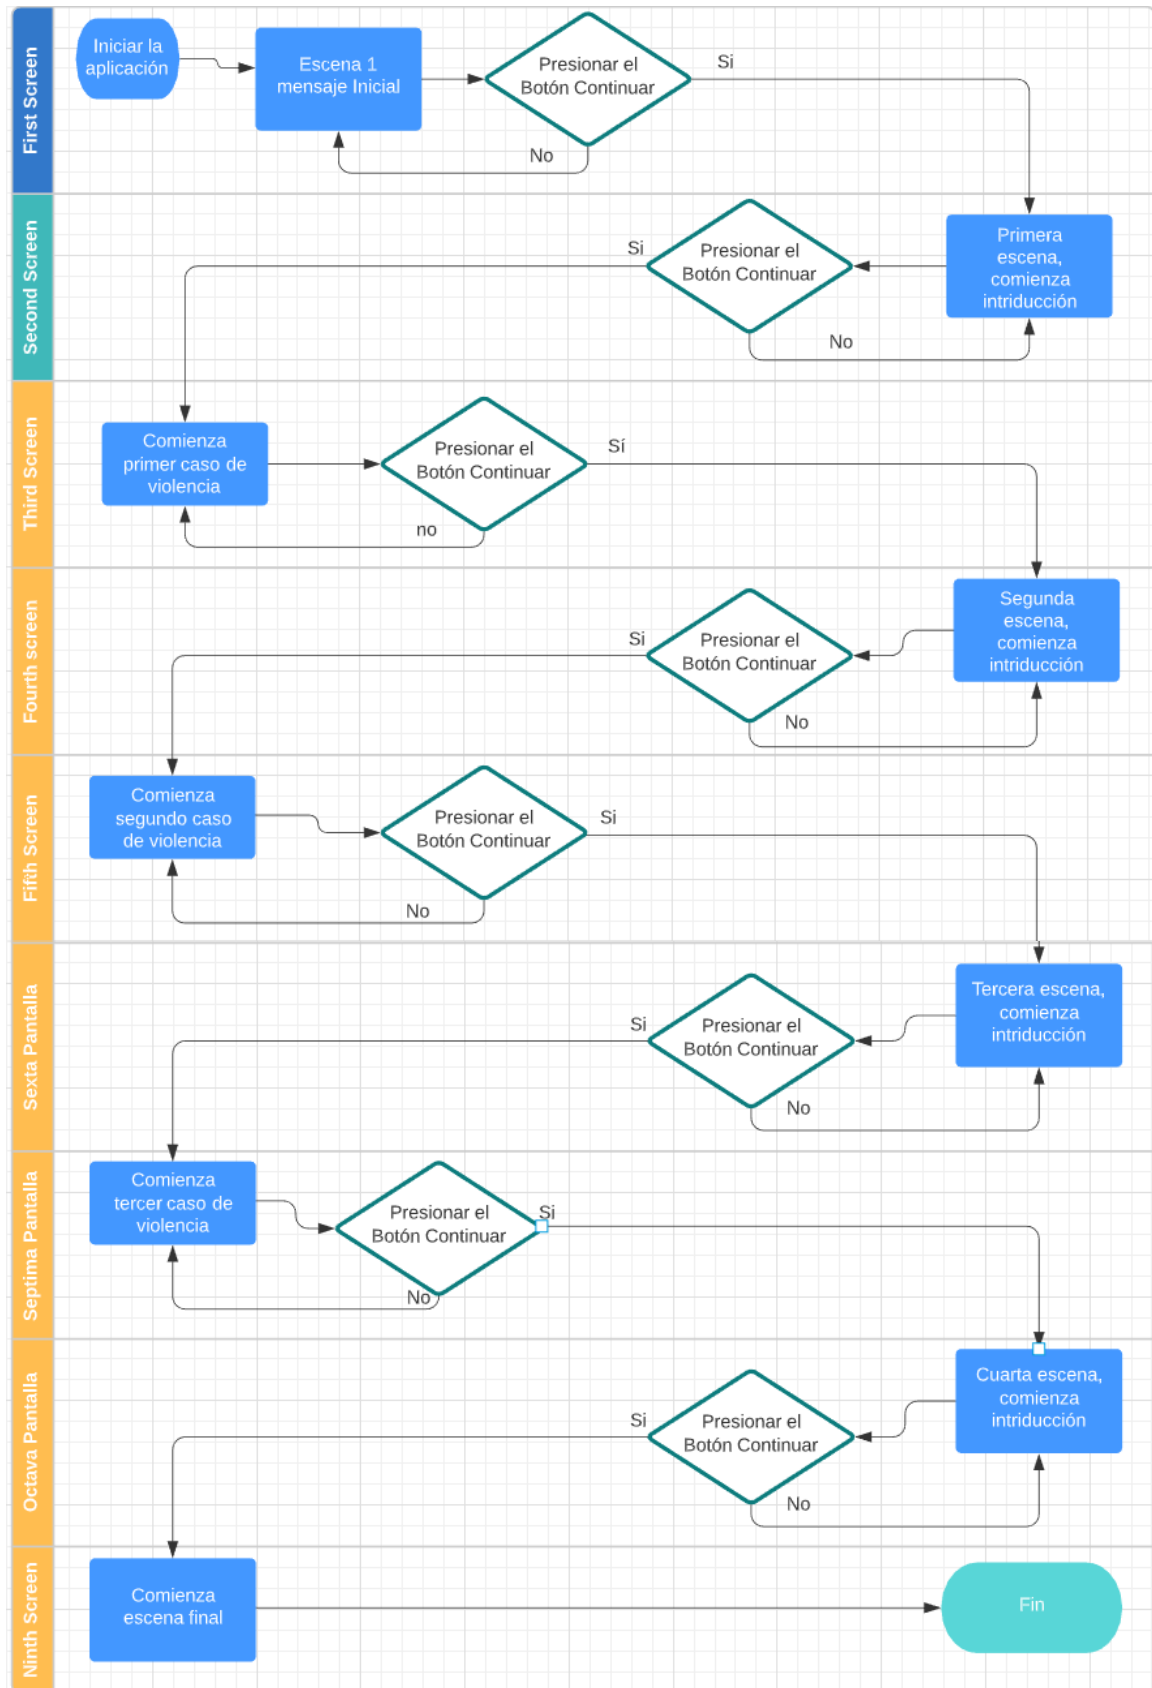 First Screen
Iniciar la
aplicación
Escena 1
mensaje Inicial
Presionar el
Botón Continuar
Si
No
Second Screen
Primera
escena,
comienza
intriducción
Presionar el
Botón Continuar
Si
No
Third Screen
Comienza
primer caso de
violencia
Presionar el
Botón Continuar
Sí
no
Fourth screen
Segunda
escena,
comienza
intriducción
Presionar el
Botón Continuar
Si
No
Fifth Screen
Comienza
segundo caso
de violencia
Presionar el
Botón Continuar
Si
No
Sexta Pantalla
Tercera escena,
comienza
intriducción
Presionar el
Botón Continuar
Si
No
Septima Pantalla
Comienza
tercer caso de
violencia
Presionar el
Botón Continuar
Si
No
Octava Pantalla
Cuarta escena,
comienza
intriducción
Presionar el
Botón Continuar
Si
No
Ninth Screen
Comienza
escena final
Fin